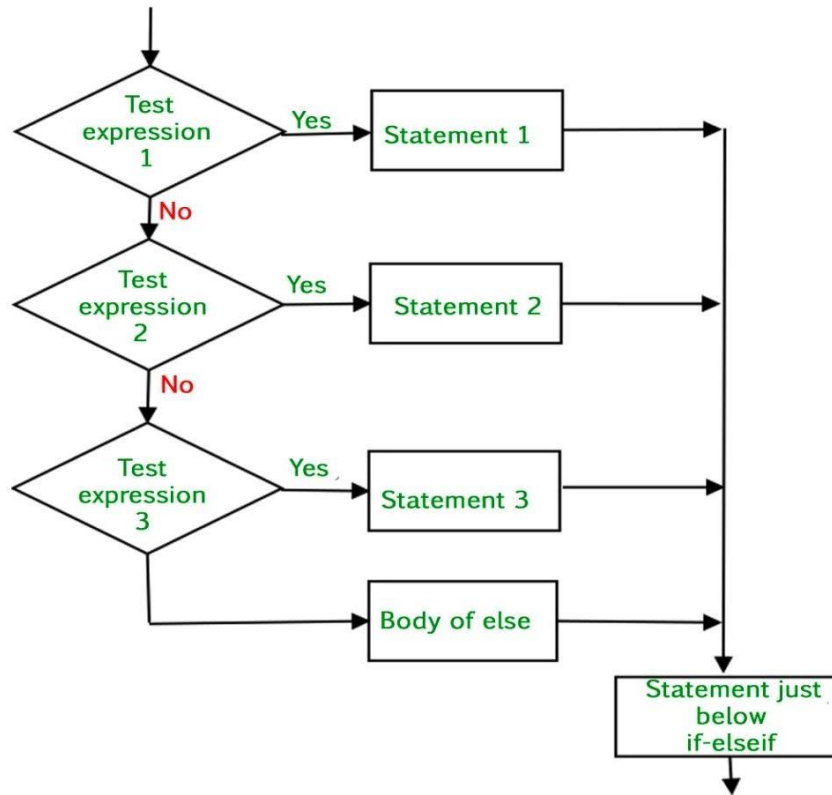 Test
expression
1
Yes
Statement 1
No
Test
expression
2
Yes
Statement 2
No
Test
expression
3
Yes
Statement 3
Body of else
Statement just
below
if-elseif